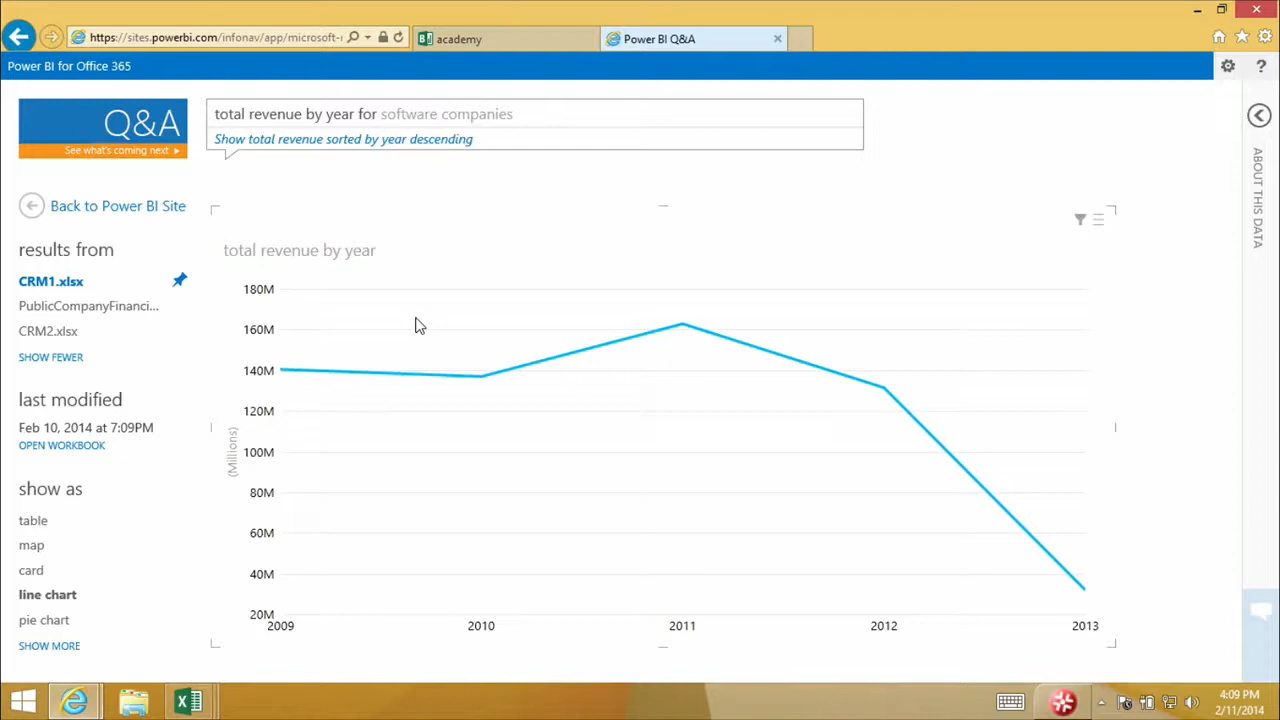 https://sites.powerbi.com/infonav/app/microsoft-
academy
Power BI Q&A
Power BI for Office 365
?
Q&A
See what's coming next
total revenue by year for software companies
Show total revenue sorted by year descending
ABOUT THIS DATA
Back to Power BI Site
results from
CRM1.xlsx
PublicCompanyFinanci...
CRM2.xlsx
SHOW FEWER
last modified
Feb 10, 2014 at 7:09PM
OPEN WORKBOOK
show as
table
map
card
line chart
pie chart
SHOW MORE
total revenue by year
(Millions)
180M
160M
140M
120M
100M
80M
60M
40M
20M
2009 2010 2011 2012 2013
4:09 PM
2/11/2014